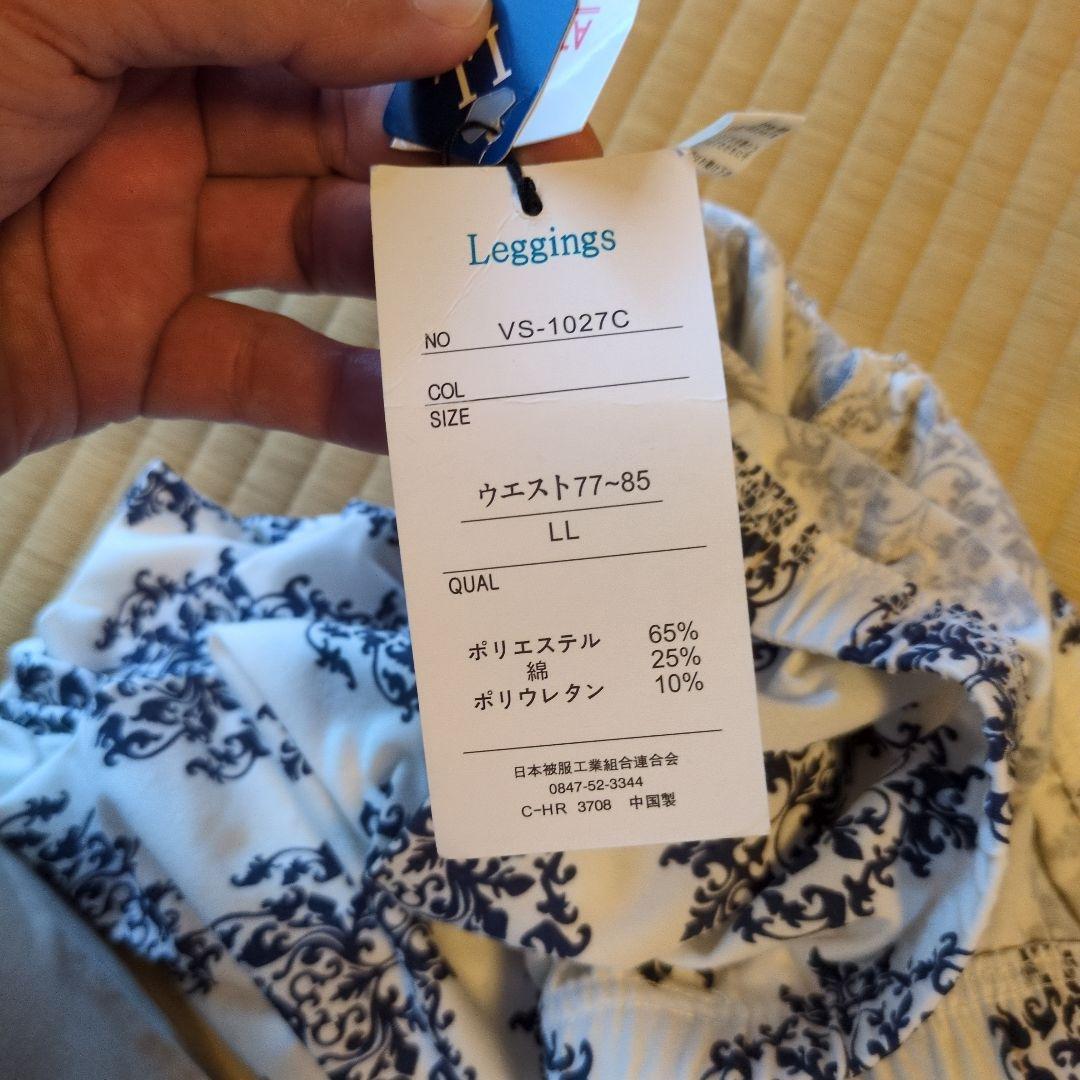 LL
Leggings
NO VS-1027C
COL
SIZE
ウエスト77~85
LL
QUAL
ポリエステル 65%
綿 25%
ポリウレタン 10%
日本被服工業組合連合会
0847-52-3344
C-HR 3708 中国製